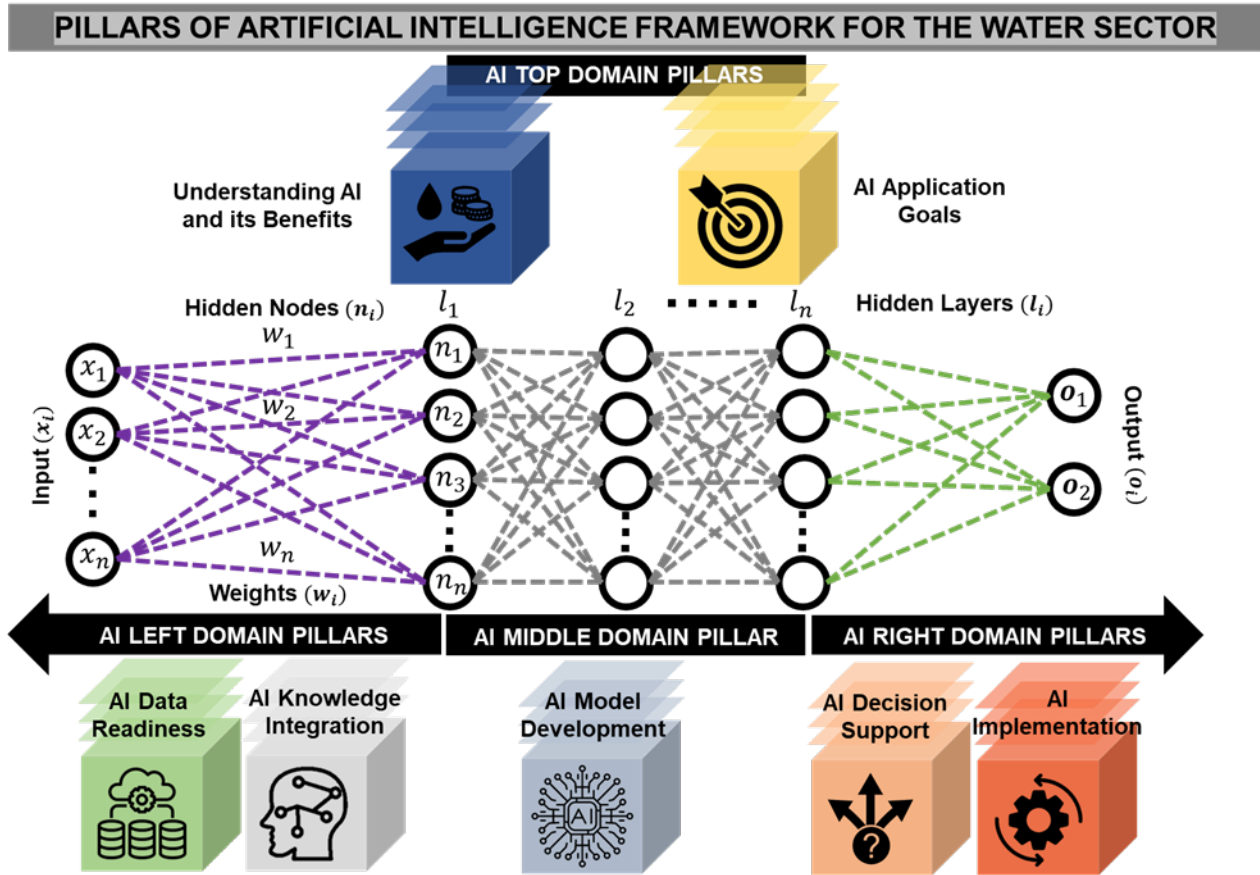 PILLARS OF ARTIFICIAL INTELLIGENCE FRAMEWORK FOR THE WATER SECTOR
AI TOP DOMAIN PILLARS
Understanding AI
and its Benefits
AI Application
Goals
Hidden Nodes (nᵢ)
l₁
l₂
lₙ
Hidden Layers (lᵢ)
w₁
w₂
wₙ
Weights (wᵢ)
Input (xᵢ)
x₁
x₂
xₙ
n₁
n₂
n₃
nₙ
o₁
o₂
Output (oᵢ)
AI LEFT DOMAIN PILLARS
AI MIDDLE DOMAIN PILLAR
AI RIGHT DOMAIN PILLARS
AI Data
Readiness
AI Knowledge
Integration
AI Model
Development
AI
AI Decision
Support
?
AI
Implementation